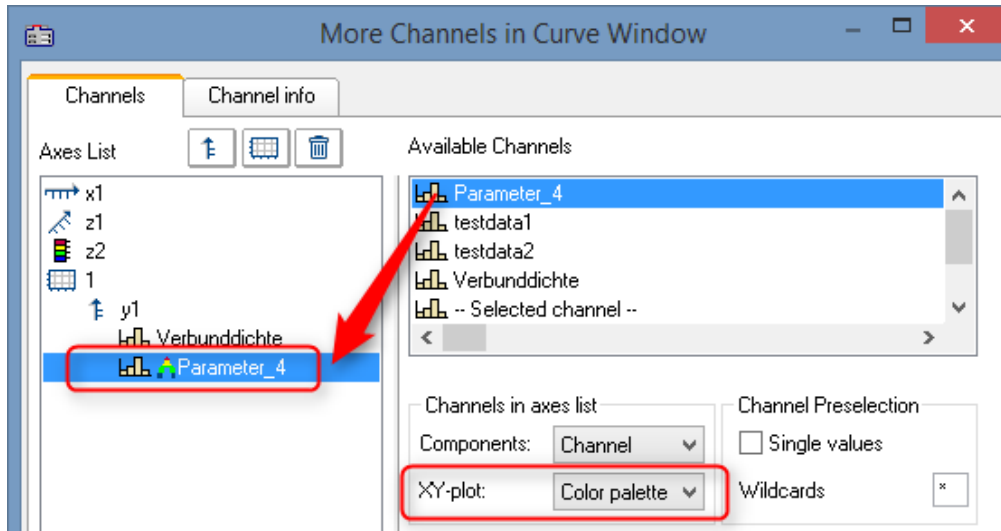 More Channels in Curve Window
Channels
Channel info
Axes List
x1
z1
z2
1
y1
Verbunddichte
Parameter_4
Available Channels
Parameter_4
testdata1
testdata2
Verbunddichte
-- Selected channel --
Channels in axes list
Components: Channel
XY-plot: Color palette
Channel Preselection
Single values
Wildcards *